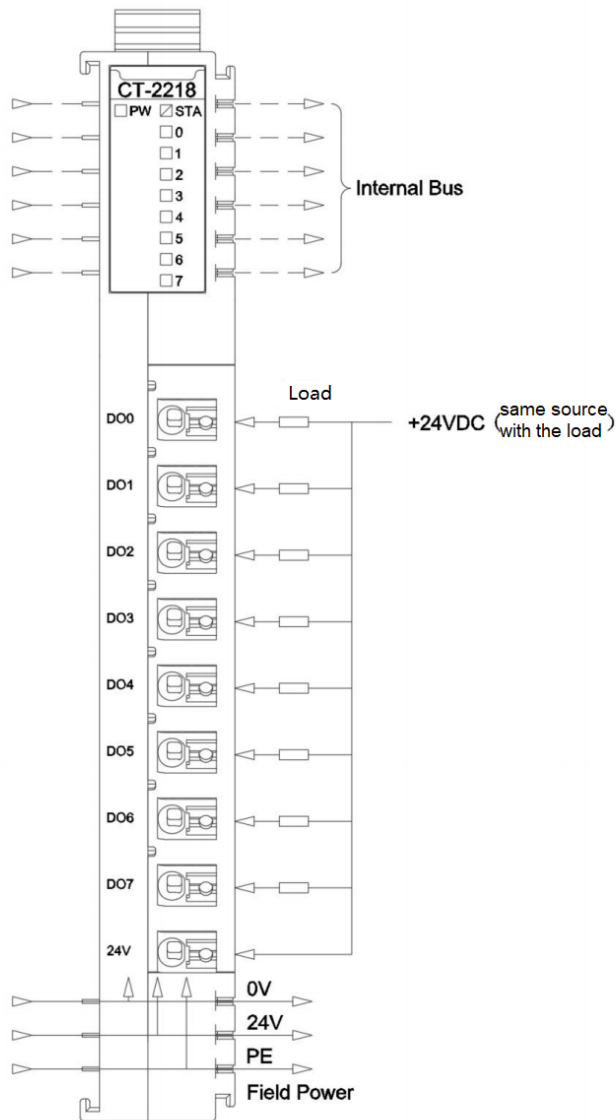 CT-2218
PW STA
0
1
2
3
4
5
6
7
Internal Bus
Load
DO0
+24VDC (same source
with the load)
DO1
DO2
DO3
DO4
DO5
DO6
DO7
24V
0V
24V
PE
Field Power